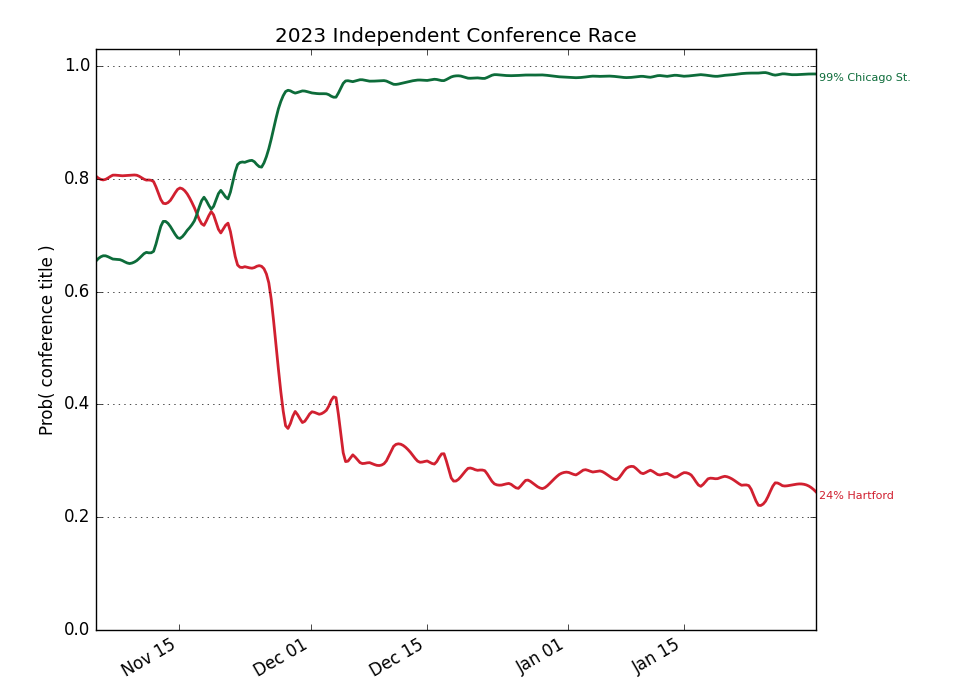 2023 Independent Conference Race
Prob( conference title )
1.0
0.8
0.6
0.4
0.2
0.0
99% Chicago St.
24% Hartford
Nov 15
Dec 01
Dec 15
Jan 01
Jan 15